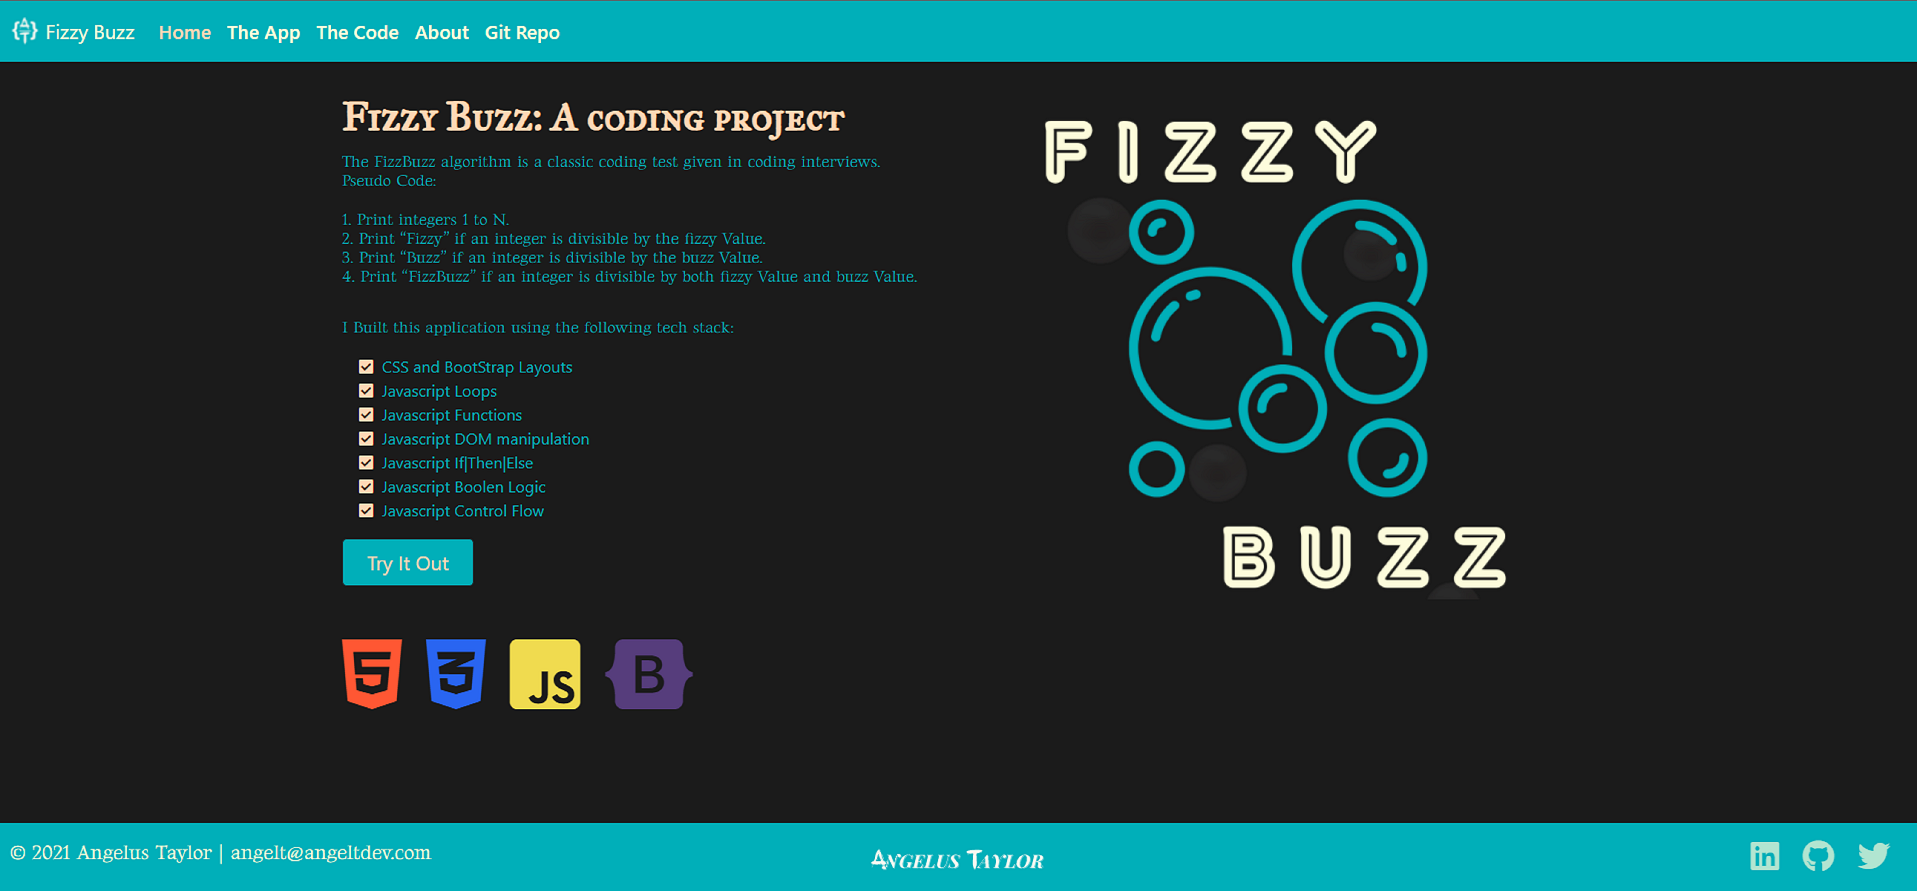 Fizzy Buzz Home The App The Code About Git Repo
Fizzy Buzz: A coding project
The FizzBuzz algorithm is a classic coding test given in coding interviews.
Pseudo Code:
1. Print integers 1 to N.
2. Print “Fizzy” if an integer is divisible by the fizzy Value.
3. Print “Buzz” if an integer is divisible by the buzz Value.
4. Print “FizzBuzz” if an integer is divisible by both fizzy Value and buzz Value.
I Built this application using the following tech stack:
CSS and BootStrap Layouts
Javascript Loops
Javascript Functions
Javascript DOM manipulation
Javascript If|Then|Else
Javascript Boolen Logic
Javascript Control Flow
Try It Out
5 3 JS B
FIZZY
BUZZ
© 2021 Angelus Taylor | angelt@angeltdev.com
Angelus Taylor
in